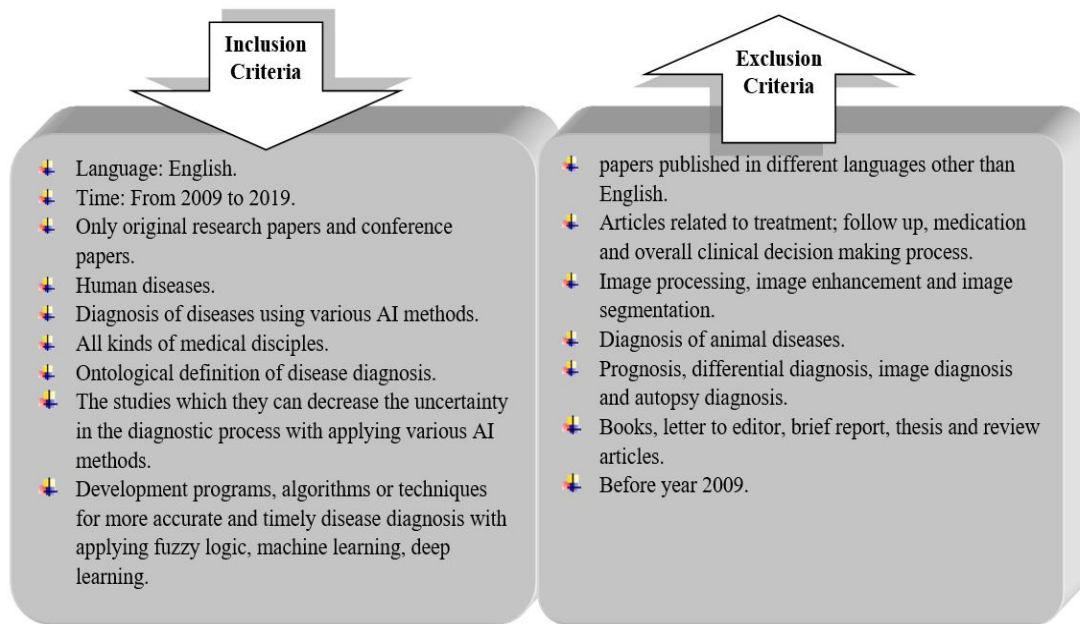 Inclusion
Criteria
Language: English.
Time: From 2009 to 2019.
Only original research papers and conference
papers.
Human diseases.
Diagnosis of diseases using various AI methods.
All kinds of medical disciples.
Ontological definition of disease diagnosis.
The studies which they can decrease the uncertainty
in the diagnostic process with applying various AI
methods.
Development programs, algorithms or techniques
for more accurate and timely disease diagnosis with
applying fuzzy logic, machine learning, deep
learning.
Exclusion
Criteria
papers published in different languages other than
English.
Articles related to treatment; follow up, medication
and overall clinical decision making process.
Image processing, image enhancement and image
segmentation.
Diagnosis of animal diseases.
Prognosis, differential diagnosis, image diagnosis
and autopsy diagnosis.
Books, letter to editor, brief report, thesis and review
articles.
Before year 2009.